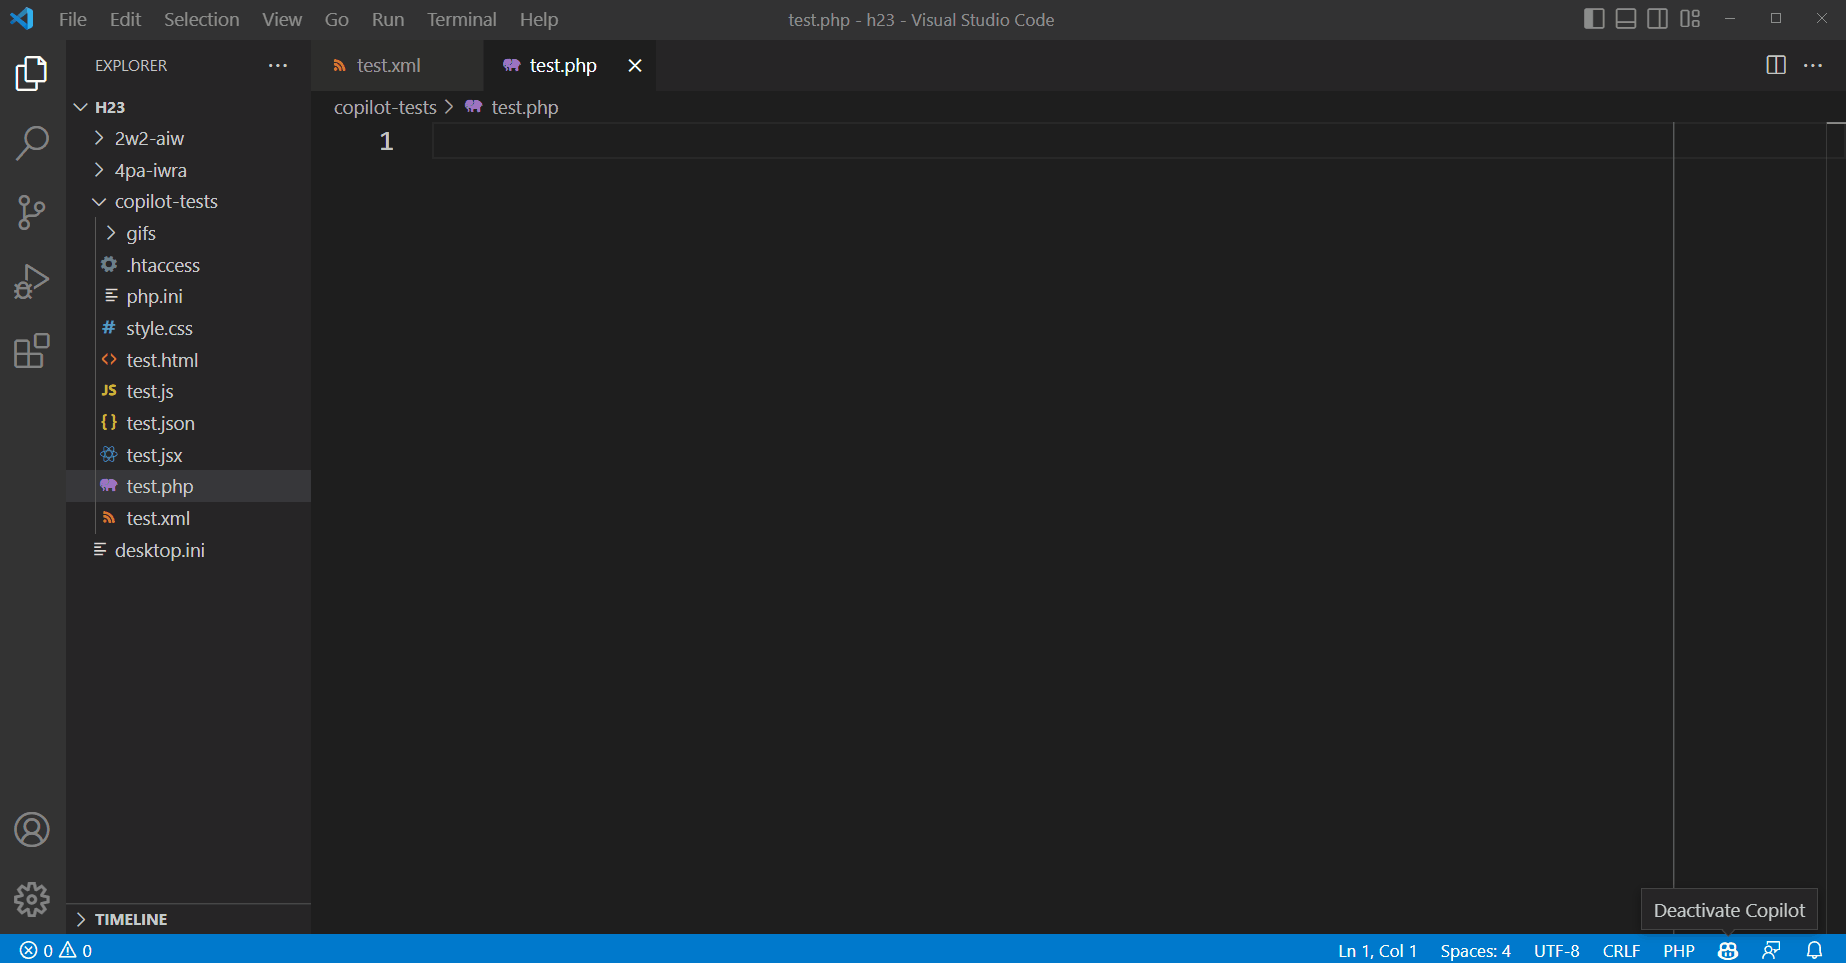 File Edit Selection View Go Run Terminal Help
test.php - h23 - Visual Studio Code
EXPLORER
H23
2w2-aiw
4pa-iwra
copilot-tests
gifs
.htaccess
php.ini
# style.css
<> test.html
JS test.js
{} test.json
test.jsx
test.php
test.xml
desktop.ini
TIMELINE
test.xml
test.php
copilot-tests > test.php
1
Deactivate Copilot
0 0
Ln 1, Col 1 Spaces: 4 UTF-8 CRLF PHP